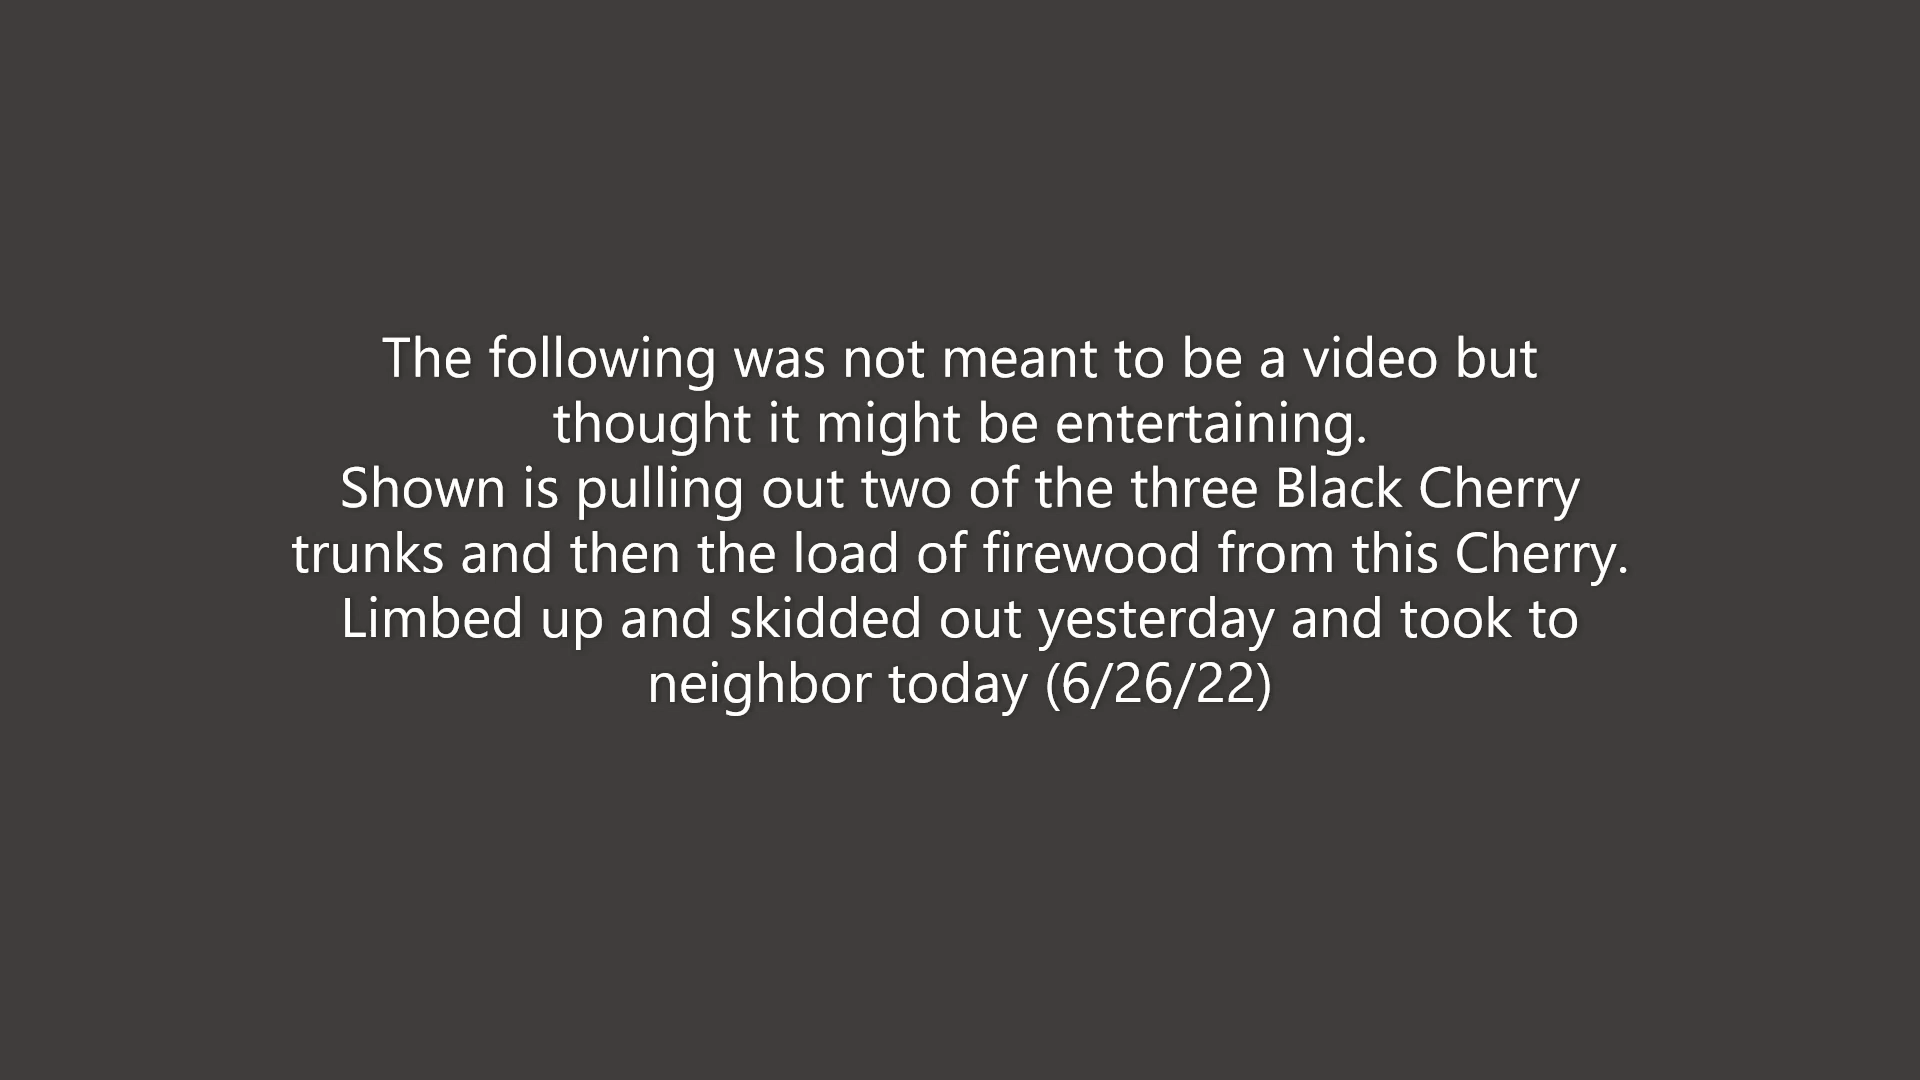 The following was not meant to be a video but
thought it might be entertaining.
Shown is pulling out two of the three Black Cherry
trunks and then the load of firewood from this Cherry.
Limbed up and skidded out yesterday and took to
neighbor today (6/26/22)